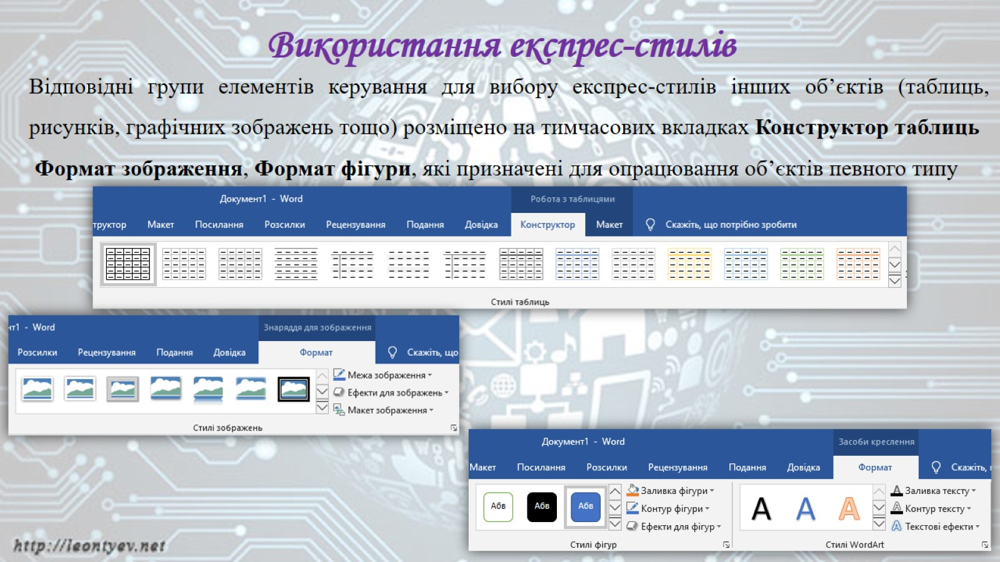 Використання експрес-стилів
Відповідні групи елементів керування для вибору експрес-стилів інших об’єктів (таблиць,
рисунків, графічних зображень тощо) розміщено на тимчасових вкладках Конструктор таблиць
Формат зображення, Формат фігури, які призначені для опрацювання об’єктів певного типу
Документ1 - Word
Робота з таблицями
труктор Макет Посилання Розсилки Рецензування Подання Довідка Конструктор Макет Скажіть, що потрібно зробити
Стилі таблиць
нт1 - Word
Знаряддя для зображення
Розсилки Рецензування Подання Довідка Формат Скажіть, що
Межа зображення
Ефекти для зображень
Макет зображення
Стилі зображень
Документ1 - Word
Засоби креслення
Макет Посилання Розсилки Рецензування Подання Довідка Формат Скажіть,
Абв Абв Абв
Заливка фігури
Контур фігури
Ефекти для фігур
Стилі фігур
A A A
Заливка тексту
Контур тексту
Текстові ефекти
Стилі WordArt
http://leontyev.net